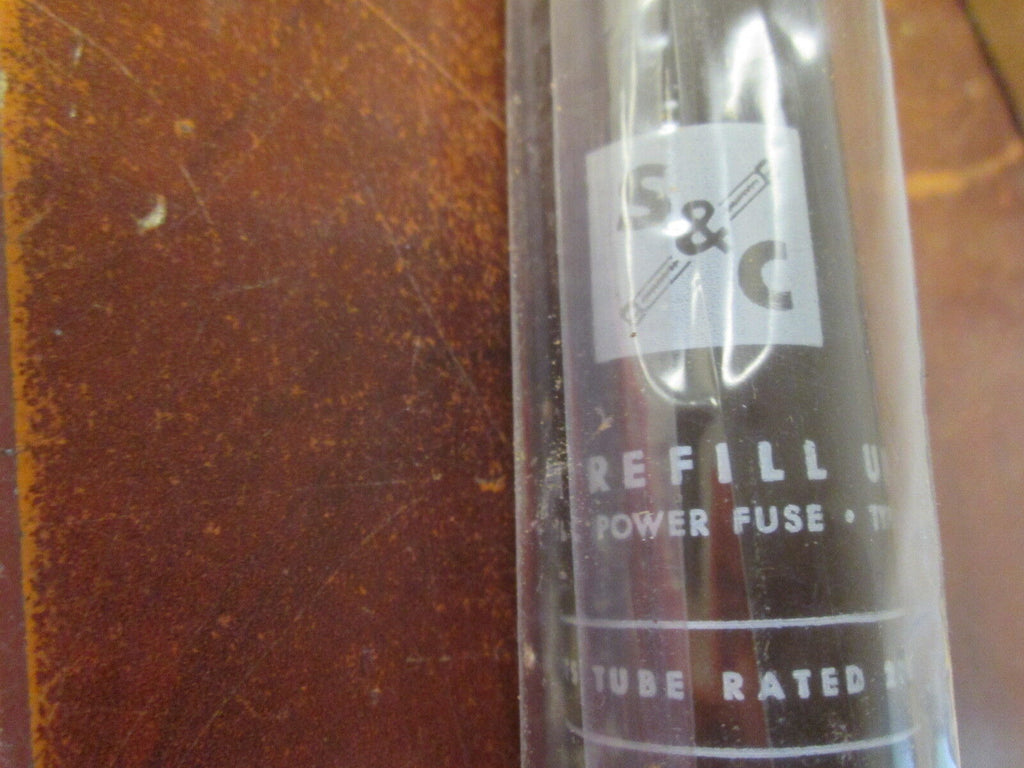 S & C
REFILL U
POWER FUSE •
TUBE RATED